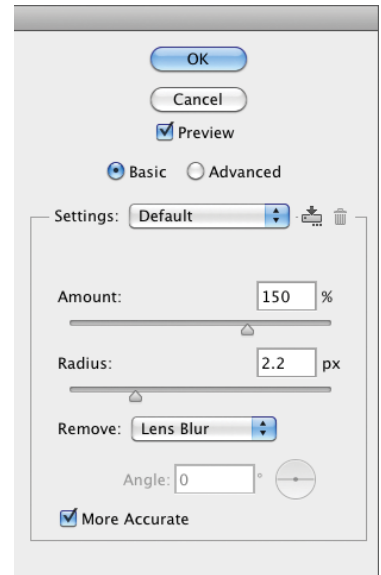 OK
Cancel
Preview
Basic Advanced
Settings: Default
Amount: 150 %
Radius: 2.2 px
Remove: Lens Blur
Angle: 0 °
More Accurate